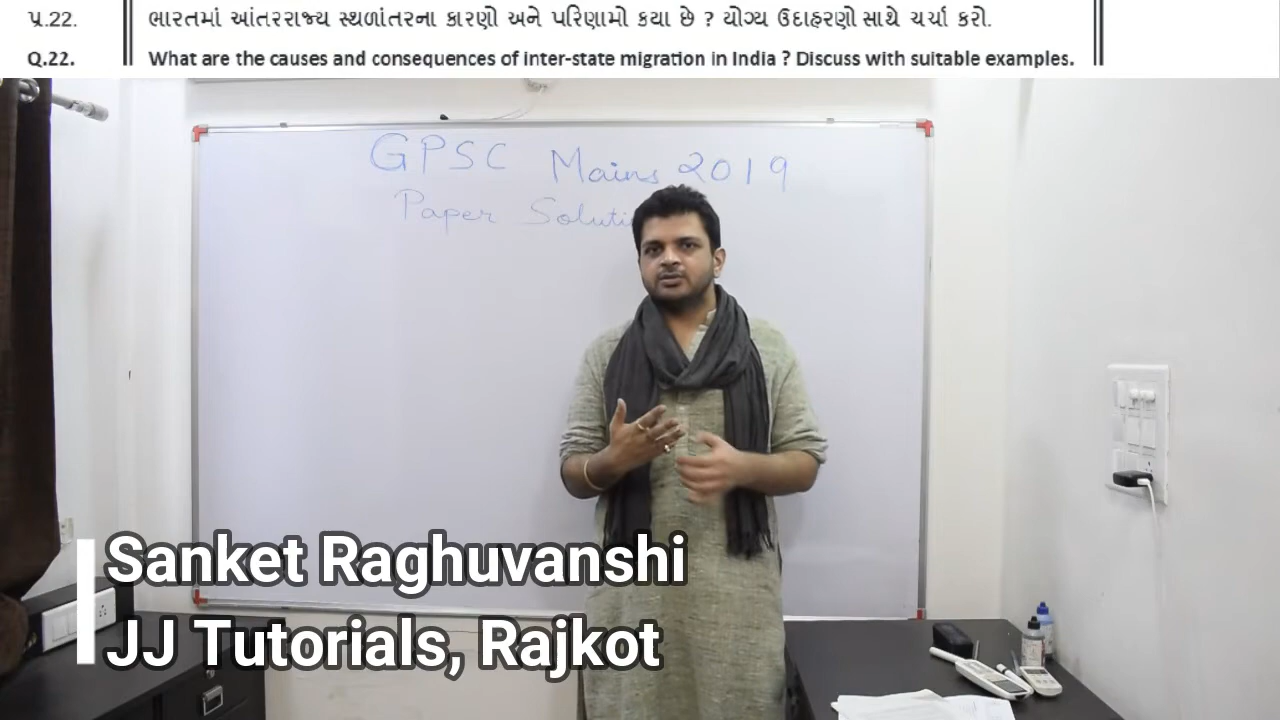 પ્ર.22. ભારતમાં આંતરરાજ્ય સ્થળાંતરના કારણો અને પરિણામો કયા છે ? યોગ્ય ઉદાહરણો સાથે ચર્ચા કરો.
Q.22. What are the causes and consequences of inter-state migration in India ? Discuss with suitable examples.
GPSC Mains 2019
Paper Soluti
Sanket Raghuvanshi
JJ Tutorials, Rajkot